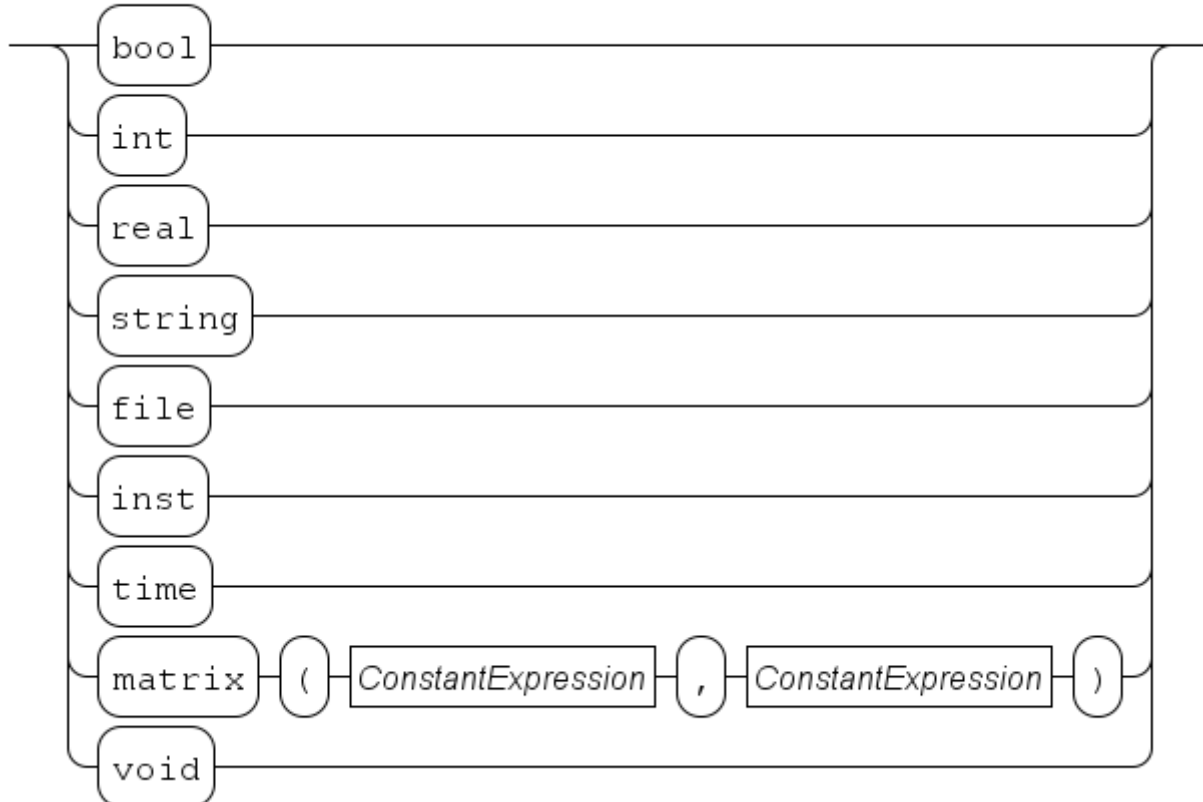 bool
int
real
string
file
inst
time
matrix ( ConstantExpression , ConstantExpression )
void